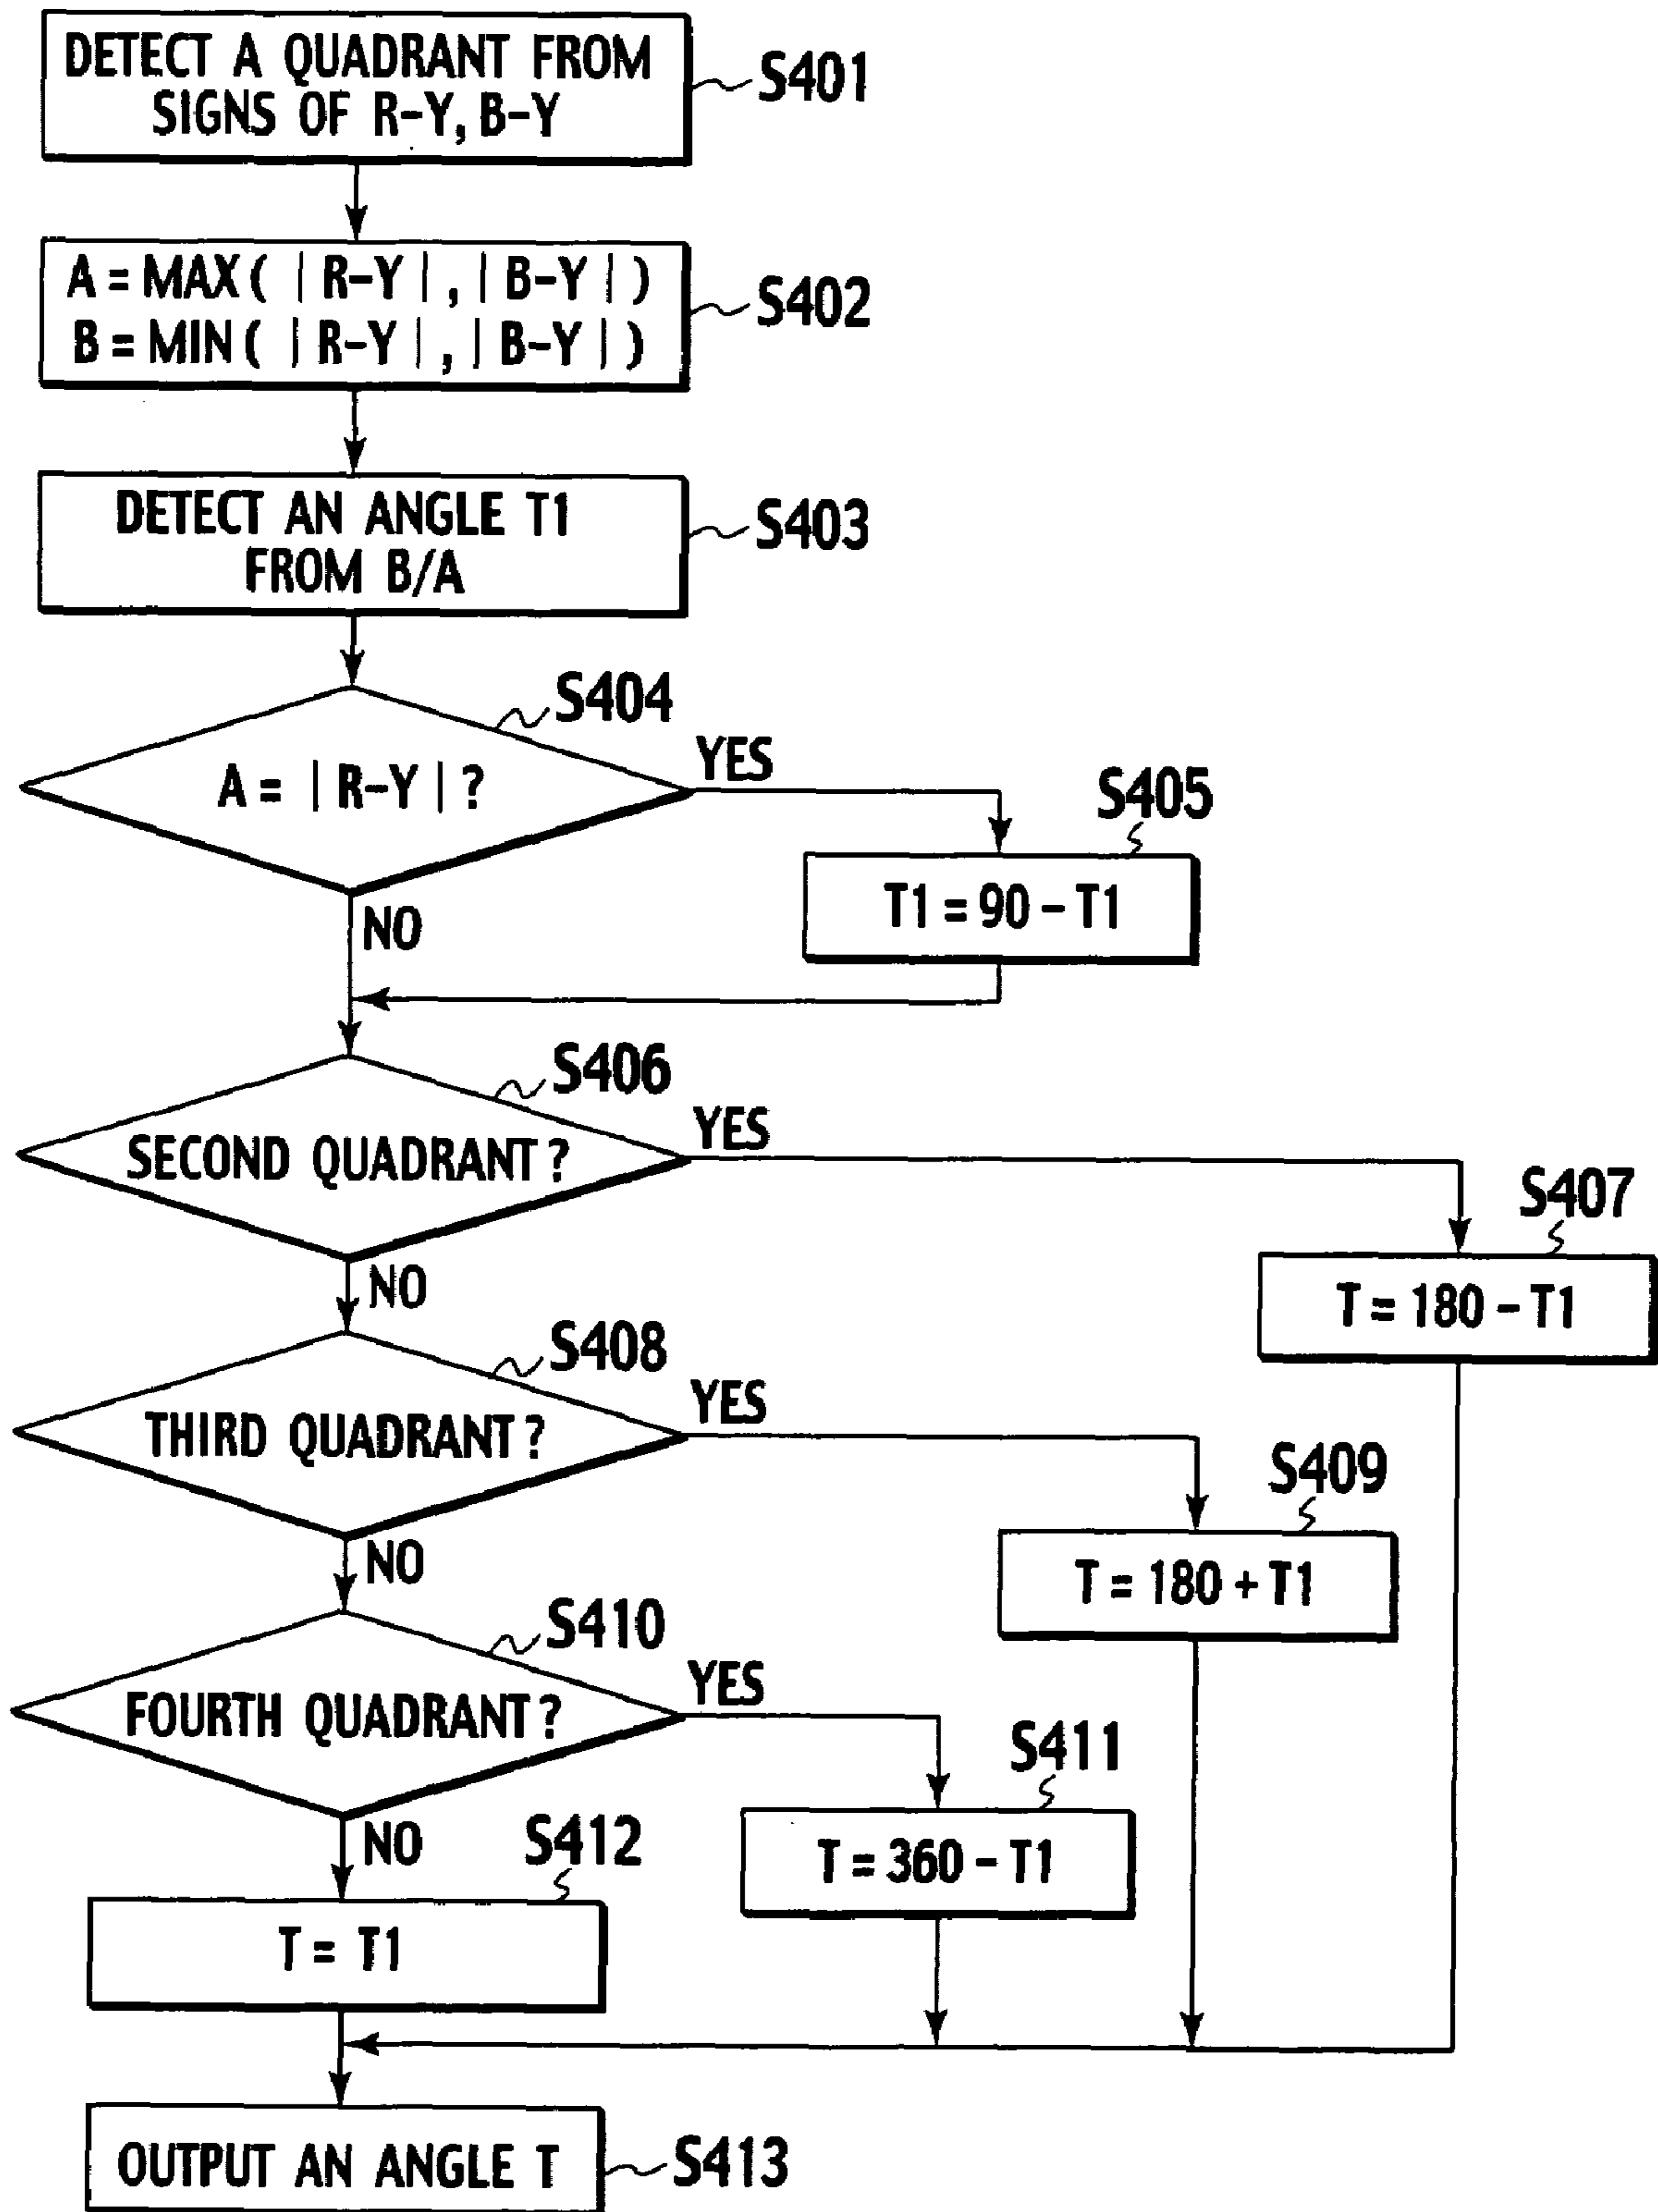 DETECT A QUADRANT FROM
SIGNS OF R-Y, B-Y
S401
A = MAX ( | R-Y | , | B-Y | )
B = MIN ( | R-Y | , | B-Y | )
S402
DETECT AN ANGLE T1
FROM B/A
S403
S404
A = | R-Y | ?
YES
S405
T1 = 90 - T1
NO
S406
SECOND QUADRANT ?
YES
S407
T = 180 - T1
NO
S408
THIRD QUADRANT ?
YES
S409
T = 180 + T1
NO
S410
FOURTH QUADRANT ?
YES
S411
T = 360 - T1
NO
S412
T = T1
OUTPUT AN ANGLE T
S413